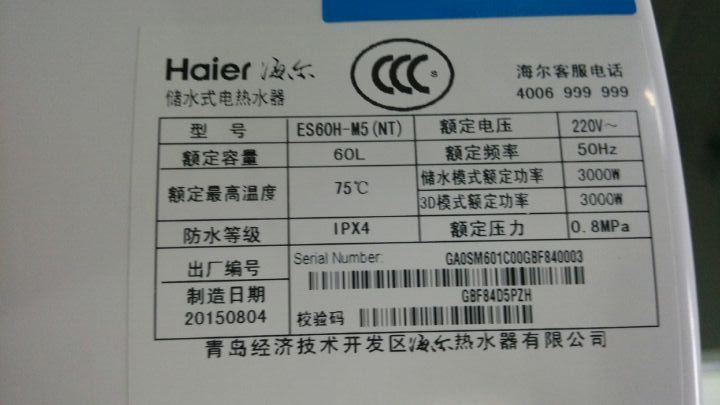 Haier 海尔
CCC S
海尔客服电话
储水式电热水器
4006 999 999
型 号 ES60H-M5(NT) 额定电压 220V～
额定容量 60L 额定频率 50Hz
额定最高温度 75℃ 储水模式额定功率 3000W
3D模式额定功率 3000W
防水等级 IPX4 额定压力 0.8MPa
出厂编号 Serial Number: GA0SM601C00GBF840003
制造日期 GBF84D5PZH
20150804 校验码
青岛经济技术开发区海尔热水器有限公司